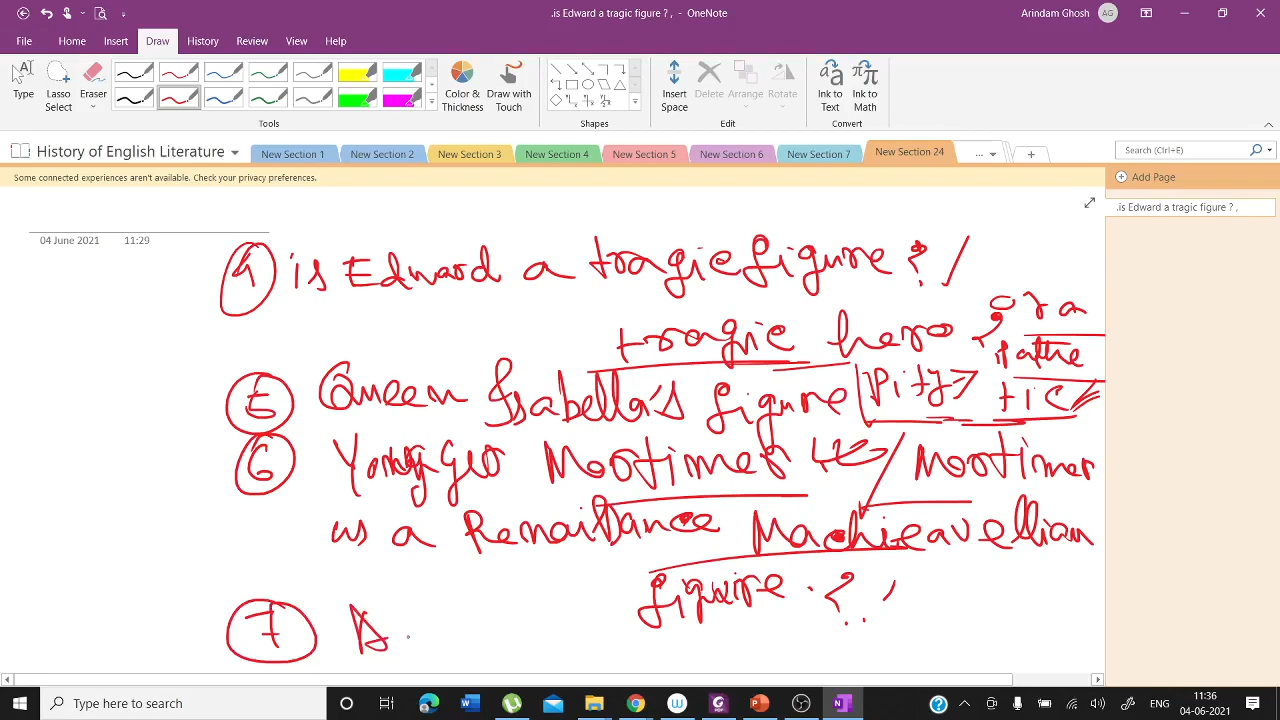 .is Edward a tragic figure ? , - OneNote
Arindam Ghosh AG
File Home Insert Draw History Review View Help
Type
Lasso Select
Eraser
Color & Thickness
Draw with Touch
Insert Space
Delete Arrange Rotate
Ink to Text
Ink to Math
Tools Shapes Edit Convert
History of English Literature
New Section 1 New Section 2 New Section 3 New Section 4 New Section 5 New Section 6 New Section 7 New Section 24 ...
Search (Ctrl+E)
Some connected experiences aren't available. Check your privacy preferences.
Add Page
.is Edward a tragic figure ? ,
04 June 2021 11:29
4 is Edward a tragic figure ? /
tragic hero ? or a
pathe
5 Queen Isabella's figure / Pity> tic
6 Younger Mortimer / Mortimer
as a Renaissance Machieavellian
figure . ?
7
Type here to search
ENG
11:36
04-06-2021